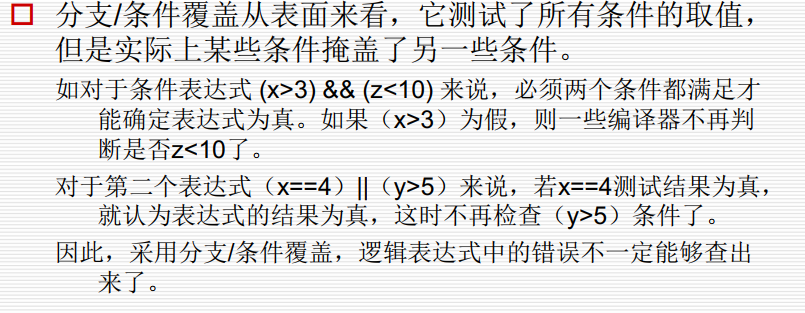 分支/条件覆盖从表面来看，它测试了所有条件的取值，
但是实际上某些条件掩盖了另一些条件。
如对于条件表达式 (x>3) && (z<10) 来说，必须两个条件都满足才
能确定表达式为真。如果（x>3）为假，则一些编译器不再判
断是否z<10了。
对于第二个表达式（x==4）||（y>5）来说，若x==4测试结果为真，
就认为表达式的结果为真，这时不再检查（y>5）条件了。
因此，采用分支/条件覆盖，逻辑表达式中的错误不一定能够查出
来了。